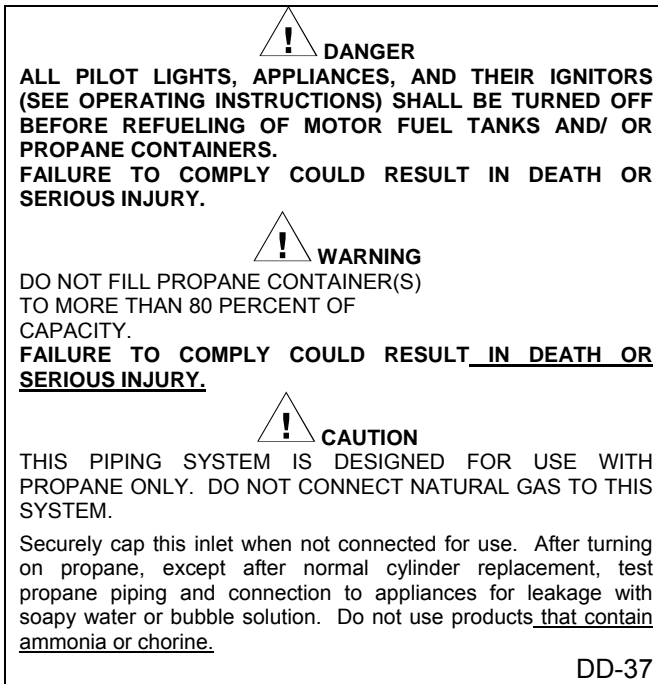 ! DANGER
ALL PILOT LIGHTS, APPLIANCES, AND THEIR IGNITORS
(SEE OPERATING INSTRUCTIONS) SHALL BE TURNED OFF
BEFORE REFUELING OF MOTOR FUEL TANKS AND/ OR
PROPANE CONTAINERS.
FAILURE TO COMPLY COULD RESULT IN DEATH OR
SERIOUS INJURY.
! WARNING
DO NOT FILL PROPANE CONTAINER(S)
TO MORE THAN 80 PERCENT OF
CAPACITY.
FAILURE TO COMPLY COULD RESULT IN DEATH OR
SERIOUS INJURY.
! CAUTION
THIS PIPING SYSTEM IS DESIGNED FOR USE WITH
PROPANE ONLY. DO NOT CONNECT NATURAL GAS TO THIS
SYSTEM.
Securely cap this inlet when not connected for use. After turning
on propane, except after normal cylinder replacement, test
propane piping and connection to appliances for leakage with
soapy water or bubble solution. Do not use products that contain
ammonia or chorine.
DD-37